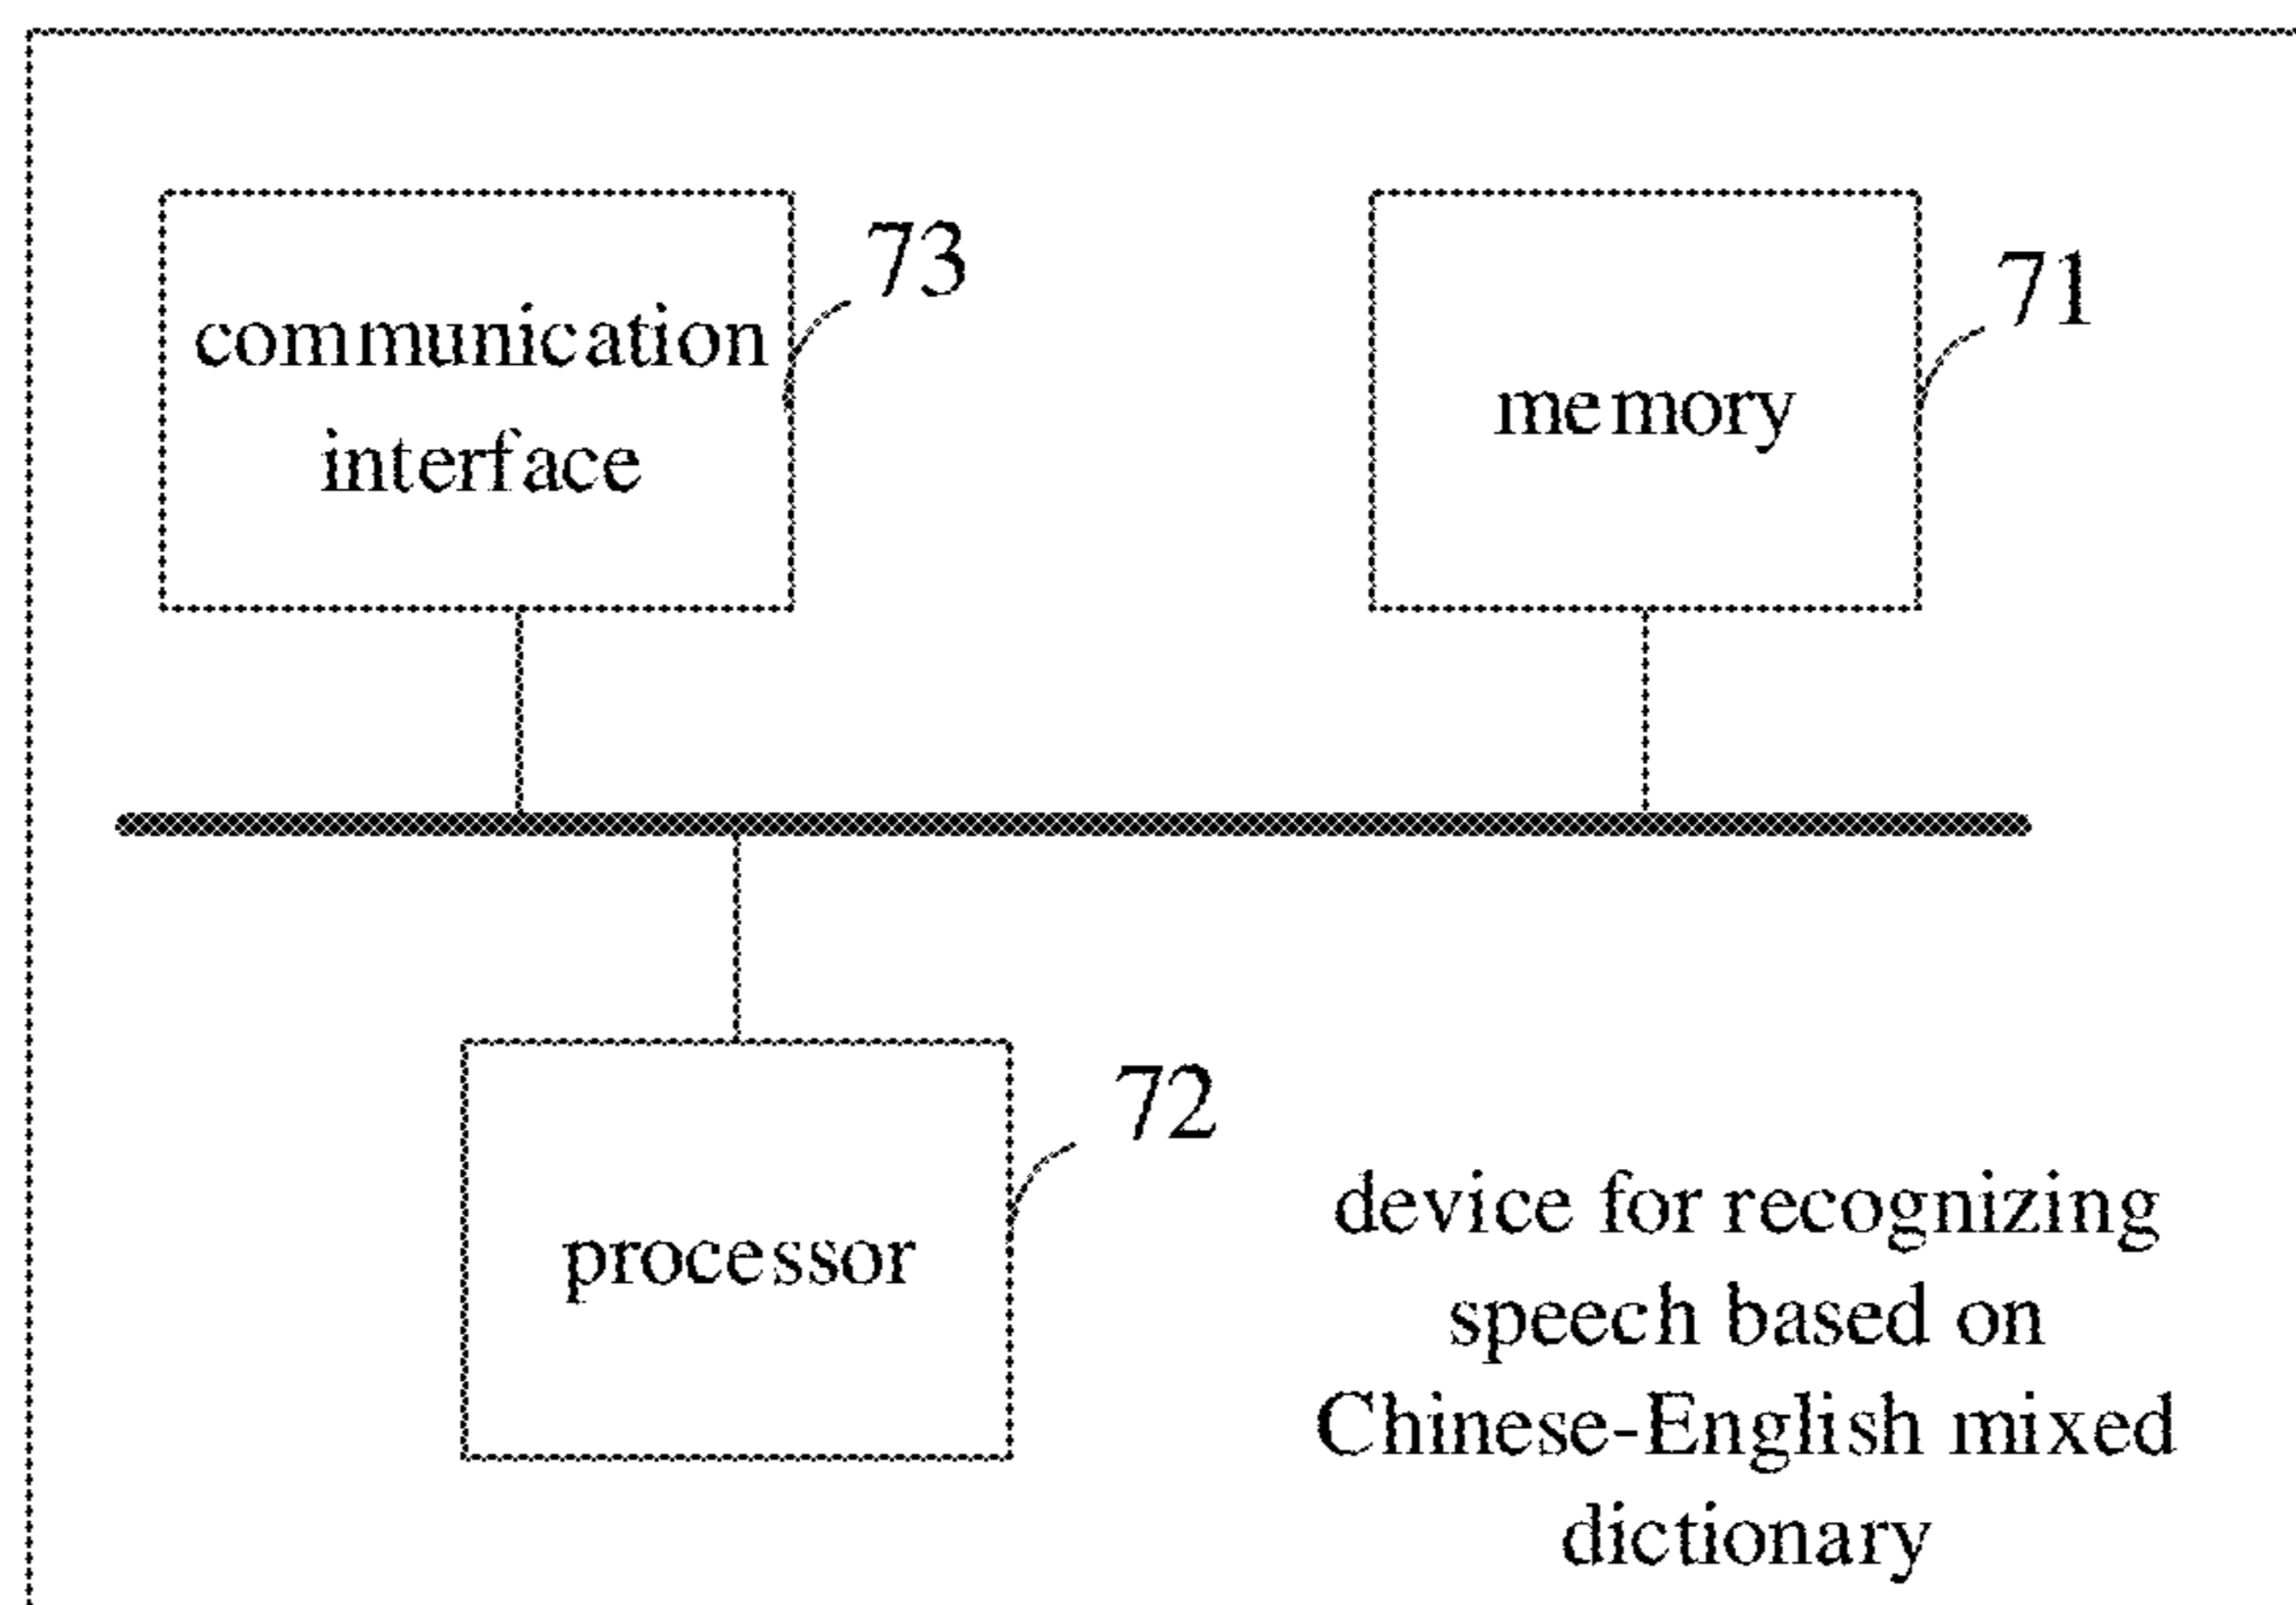 73
communication
interface
71
memory
72
processor
device for recognizing
speech based on
Chinese-English mixed
dictionary